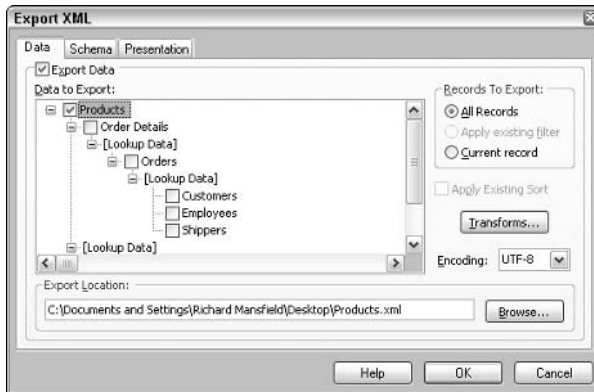 Export XML
Data Schema Presentation
Export Data
Data to Export:
Products
Order Details
[Lookup Data]
Orders
[Lookup Data]
Customers
Employees
Shippers
[Lookup Data]
Records To Export:
All Records
Apply existing filter
Current record
Apply Existing Sort
Transforms...
Encoding: UTF-8
Export Location:
C:\Documents and Settings\Richard Mansfield\Desktop\Products.xml
Browse...
Help OK Cancel